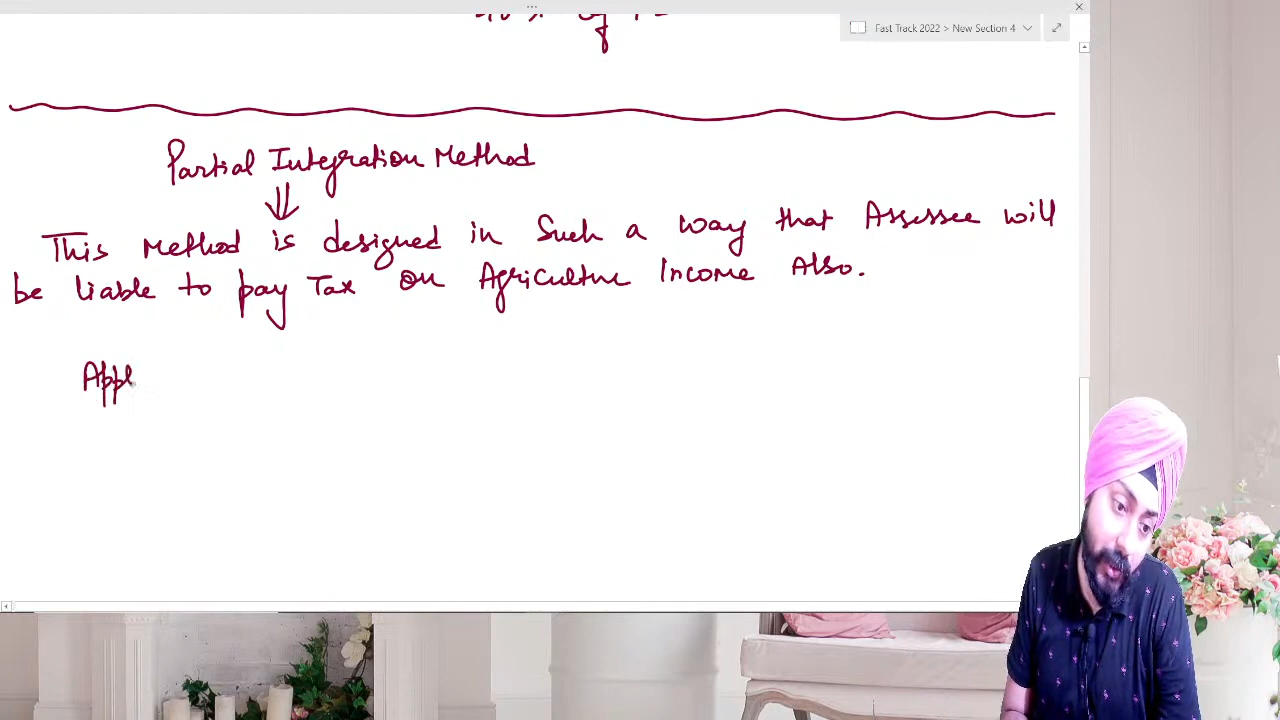 Fast Track 2022 > New Section 4
Partial Integration Method
This Method is designed in Such a way that Assessee will
be liable to pay Tax on Agriculture Income Also.
Appl